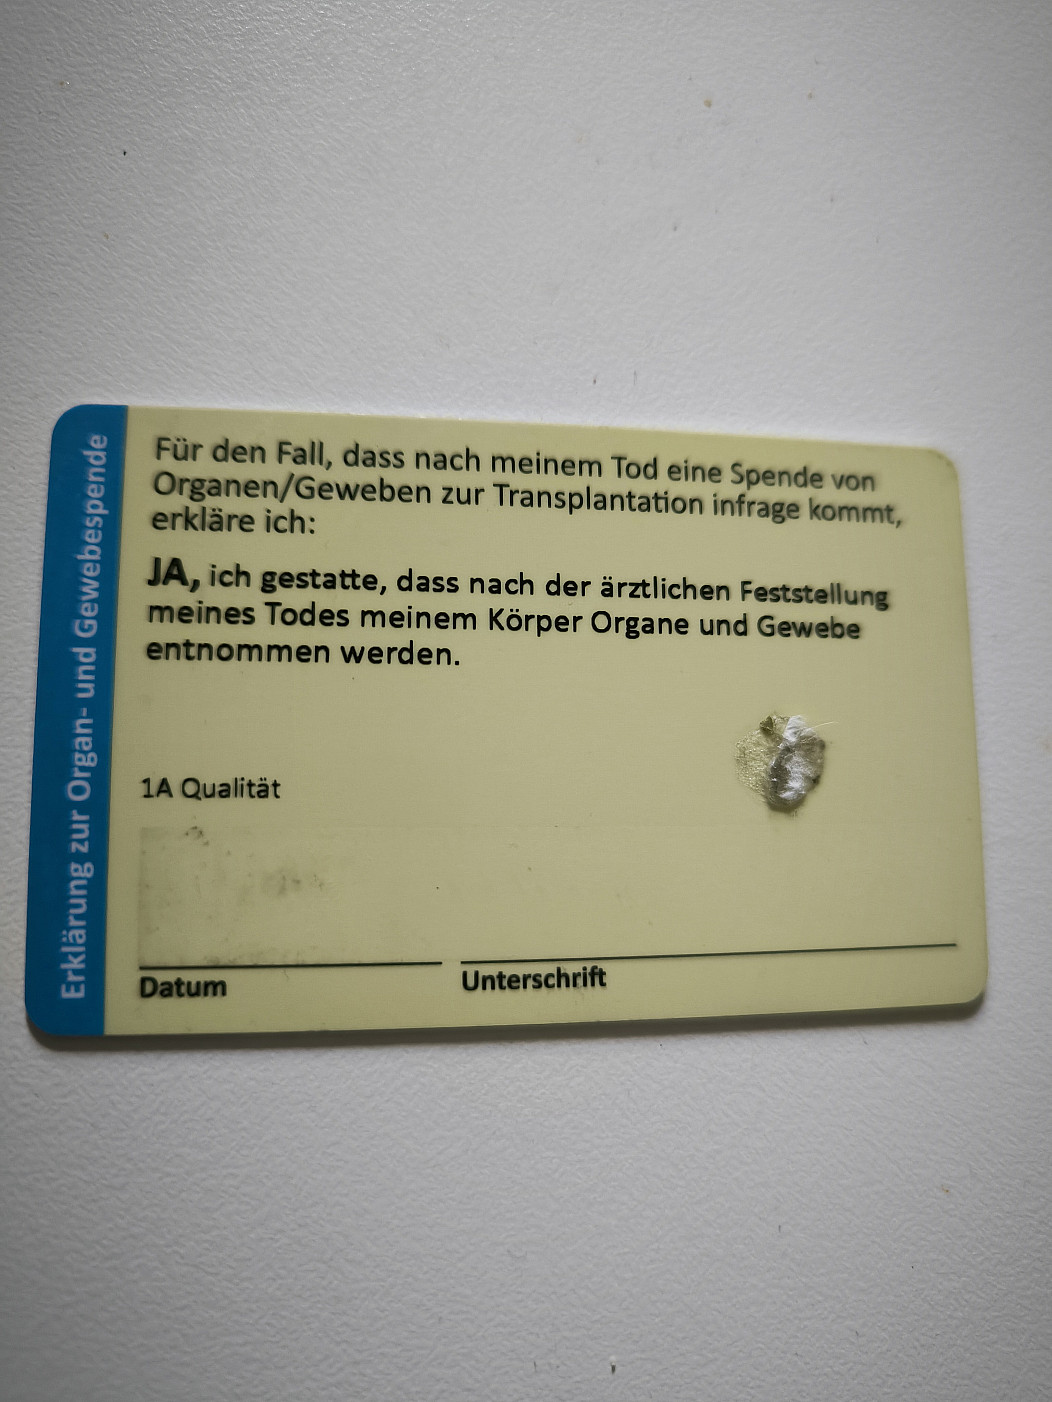 Erklärung zur Organ- und Gewebespende
Für den Fall, dass nach meinem Tod eine Spende von
Organen/Geweben zur Transplantation infrage kommt,
erkläre ich:
JA, ich gestatte, dass nach der ärztlichen Feststellung
meines Todes meinem Körper Organe und Gewebe
entnommen werden.
1A Qualität
Datum
Unterschrift